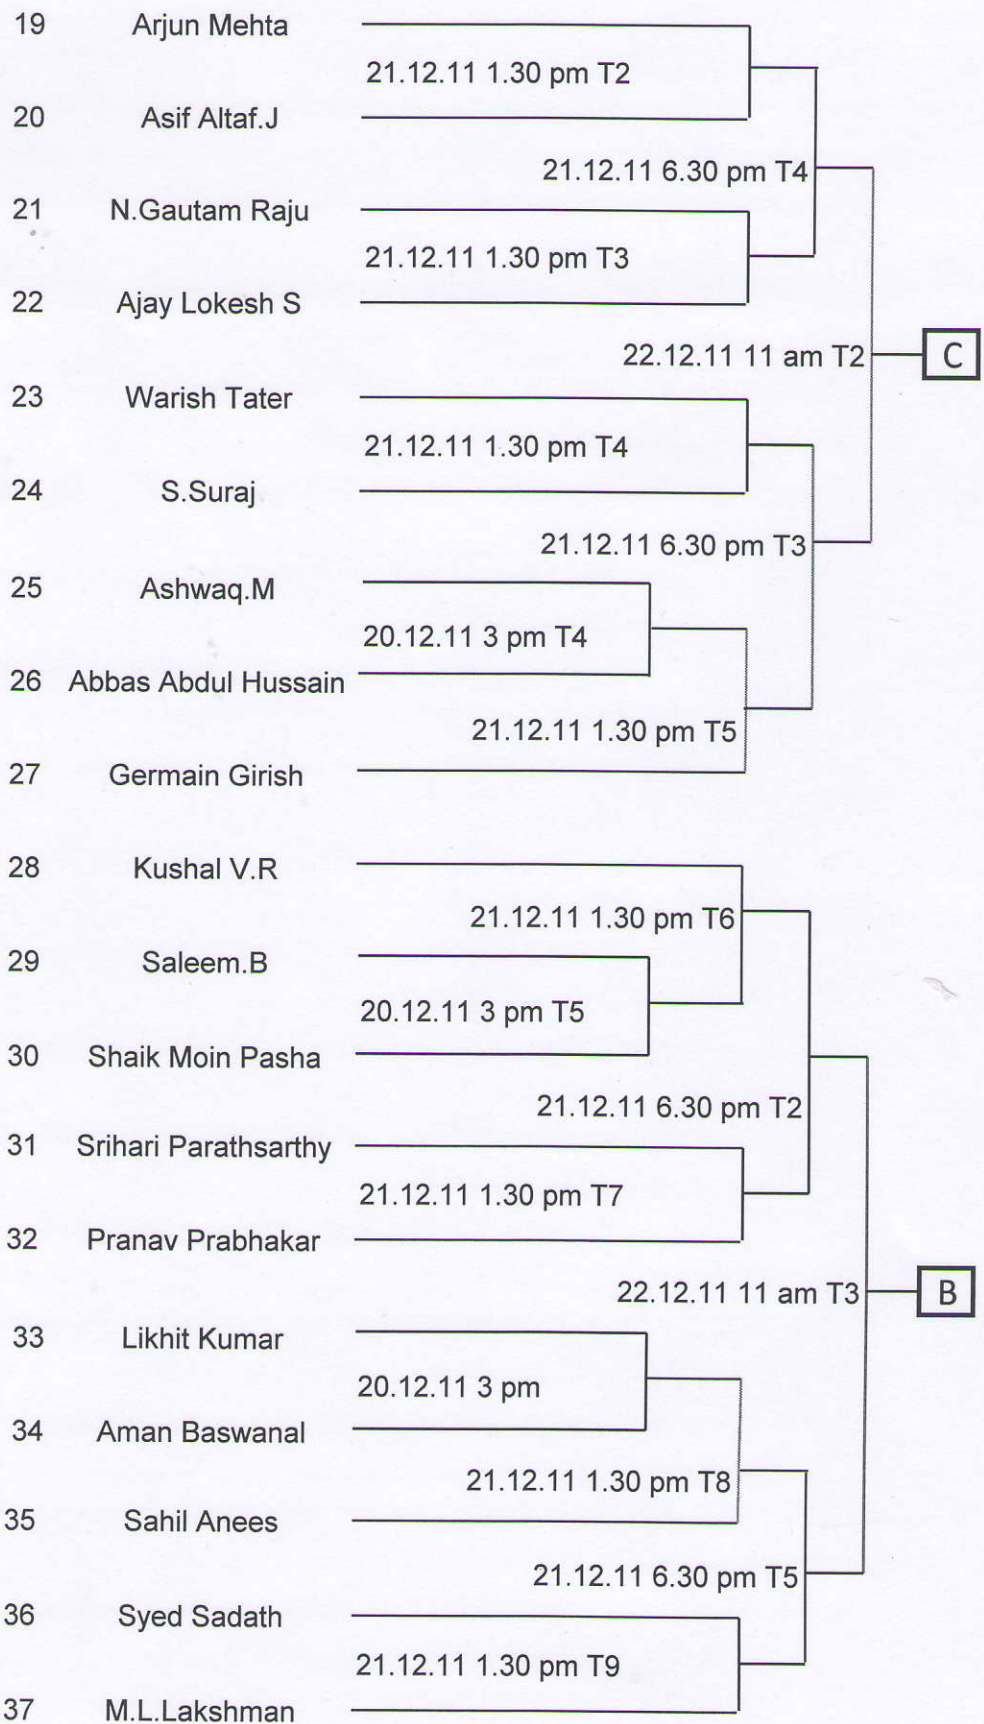 19 Arjun Mehta
21.12.11 1.30 pm T2
20 Asif Altaf.J
21.12.11 6.30 pm T4
21 N.Gautam Raju
21.12.11 1.30 pm T3
22 Ajay Lokesh S
22.12.11 11 am T2 C
23 Warish Tater
21.12.11 1.30 pm T4
24 S.Suraj
21.12.11 6.30 pm T3
25 Ashwaq.M
20.12.11 3 pm T4
26 Abbas Abdul Hussain
21.12.11 1.30 pm T5
27 Germain Girish
28 Kushal V.R
21.12.11 1.30 pm T6
29 Saleem.B
20.12.11 3 pm T5
30 Shaik Moin Pasha
21.12.11 6.30 pm T2
31 Srihari Parathsarthy
21.12.11 1.30 pm T7
32 Pranav Prabhakar
22.12.11 11 am T3 B
33 Likhit Kumar
20.12.11 3 pm
34 Aman Baswanal
21.12.11 1.30 pm T8
35 Sahil Anees
21.12.11 6.30 pm T5
36 Syed Sadath
21.12.11 1.30 pm T9
37 M.L.Lakshman